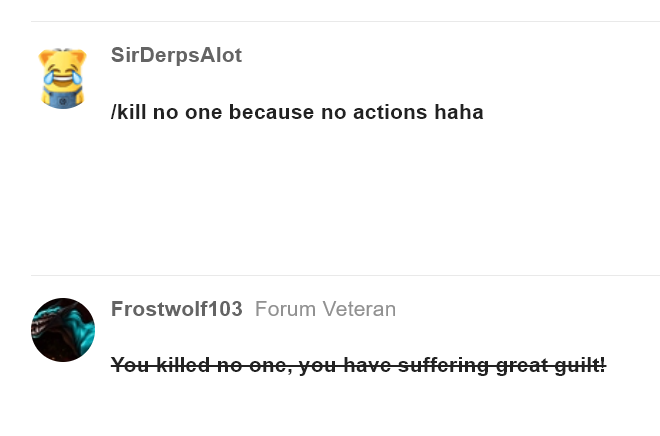 SirDerpsAlot
/kill no one because no actions haha
Frostwolf103 Forum Veteran
You killed no one, you have suffering great guilt!